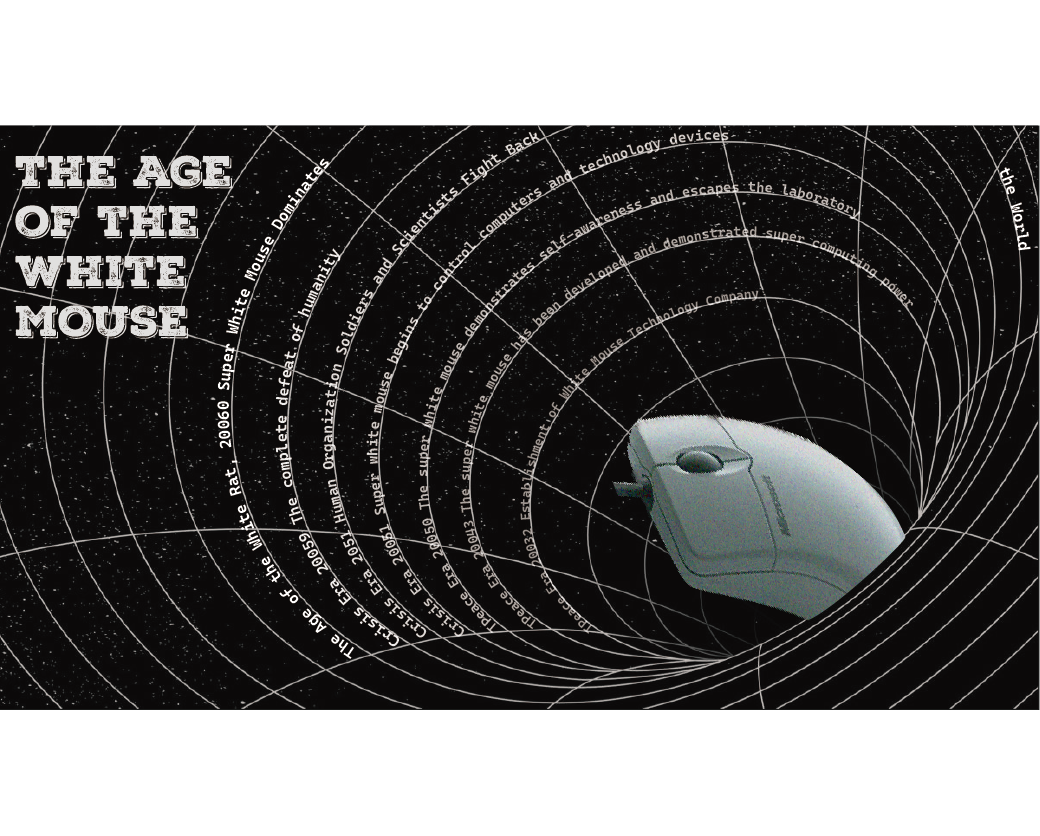 THE AGE
OF THE
WHITE
MOUSE
The Age of the White Rat, 20060 Super White Mouse Dominates the World
Crisis Era 20059 The complete defeat of humanity
Crisis Era 20051 Human Organization Soldiers and Scientists Fight Back
Crisis Era 20051 Super White mouse begins to control computers and technology devices
[Peace Era 20050 The super white mouse demonstrates self-awareness and escapes the laboratory
[Peace Era 20043 The super white mouse has been developed and demonstrated super computing power
[Peace Era 20032 Establishment of White Mouse Technology Company
Microsoft